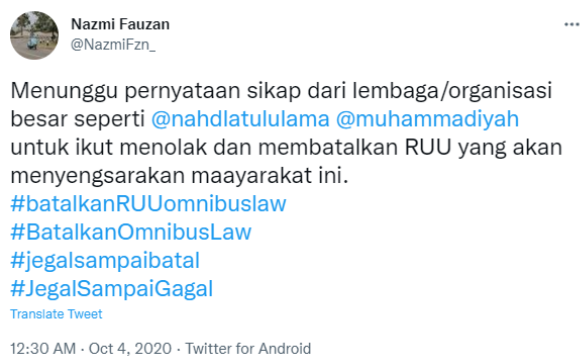 Nazmi Fauzan
@NazmiFzn_
Menunggu pernyataan sikap dari lembaga/organisasi
besar seperti @nahdlatululama @muhammadiyah
untuk ikut menolak dan membatalkan RUU yang akan
menyengsarakan maayarakat ini.
#batalkanRUUomnibuslaw
#BatalkanOmnibusLaw
#jegalsampaibatal
#JegalSampaiGagal
Translate Tweet
12:30 AM · Oct 4, 2020 · Twitter for Android